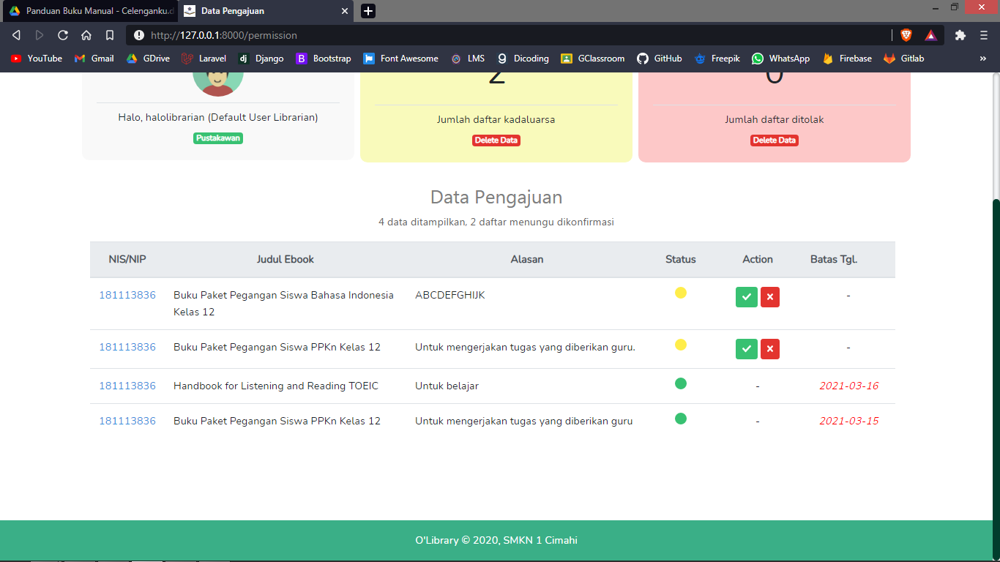 Panduan Buku Manual - Celenganku.d
Data Pengajuan
http://127.0.0.1:8000/permission
YouTube Gmail GDrive Laravel Django Bootstrap Font Awesome LMS Dicoding GClassroom GitHub Freepik WhatsApp Firebase Gitlab
2 0
Halo, halolibrarian (Default User Librarian)
Pustakawan
Jumlah daftar kadaluarsa
Delete Data
Jumlah daftar ditolak
Delete Data
Data Pengajuan
4 data ditampilkan, 2 daftar menungu dikonfirmasi
NIS/NIP Judul Ebook Alasan Status Action Batas Tgl.
181113836 Buku Paket Pegangan Siswa Bahasa Indonesia ABCDEFGHIJK -
Kelas 12
181113836 Buku Paket Pegangan Siswa PPKn Kelas 12 Untuk mengerjakan tugas yang diberikan guru. -
181113836 Handbook for Listening and Reading TOEIC Untuk belajar - 2021-03-16
181113836 Buku Paket Pegangan Siswa PPKn Kelas 12 Untuk mengerjakan tugas yang diberikan guru - 2021-03-15
O'Library © 2020, SMKN 1 Cimahi